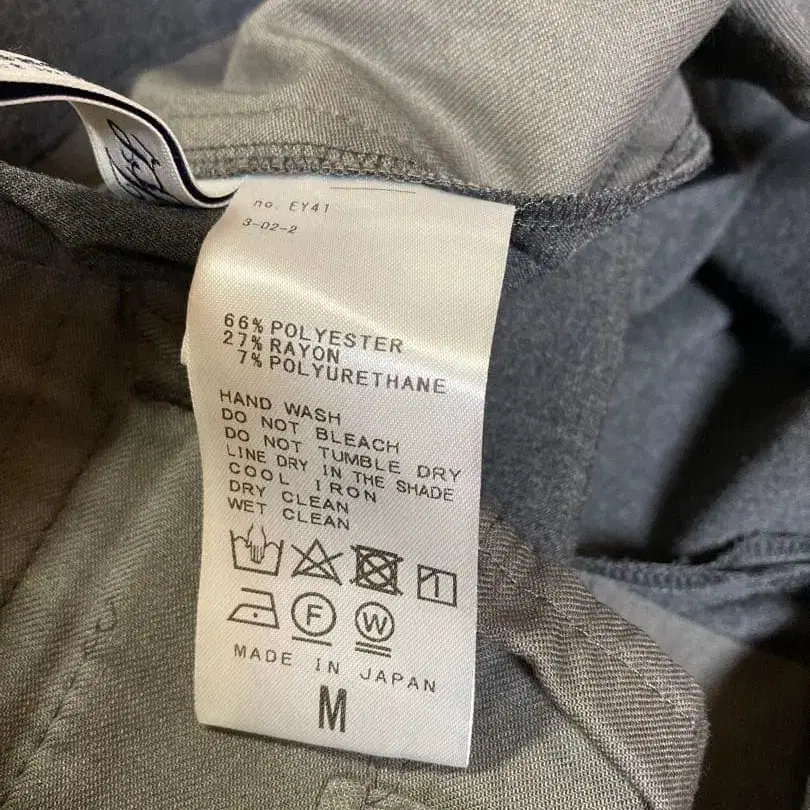 no. EY41
3-02-2
66% POLYESTER
27% RAYON
7% POLYURETHANE
HAND WASH
DO NOT BLEACH
DO NOT TUMBLE DRY
LINE DRY IN THE SHADE
COOL IRON
DRY CLEAN
WET CLEAN
F W
MADE IN JAPAN
M